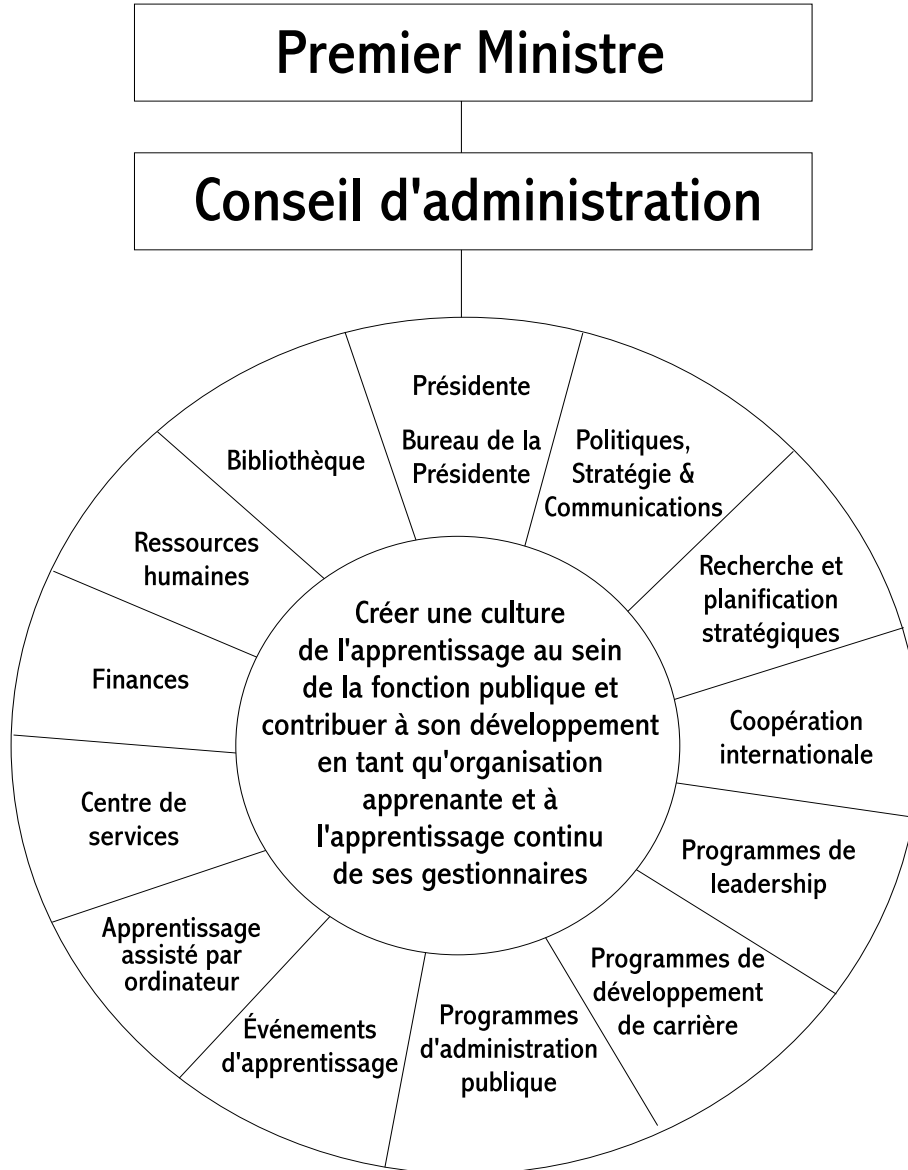 Premier Ministre
Conseil d'administration
Présidente
Bureau de la
Présidente
Politiques,
Stratégie &
Communications
Recherche et
planification
stratégiques
Coopération
internationale
Programmes de
leadership
Programmes de
développement
de carrière
Programmes
d'administration
publique
Événements
d'apprentissage
Apprentissage
assisté par
ordinateur
Centre de
services
Finances
Ressources
humaines
Bibliothèque
Créer une culture
de l'apprentissage au sein
de la fonction publique et
contribuer à son développement
en tant qu'organisation
apprenante et à
l'apprentissage continu
de ses gestionnaires